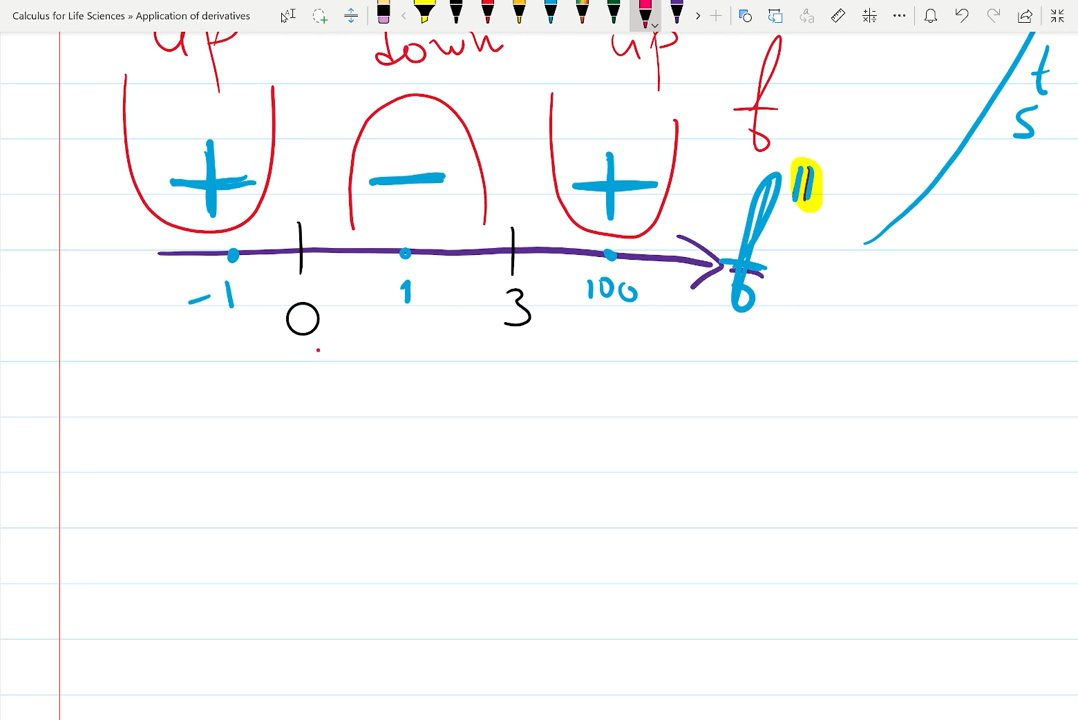 Calculus for Life Sciences » Application of derivatives
up down up f
+ − + f"
-1 1 100
0 3
t
s